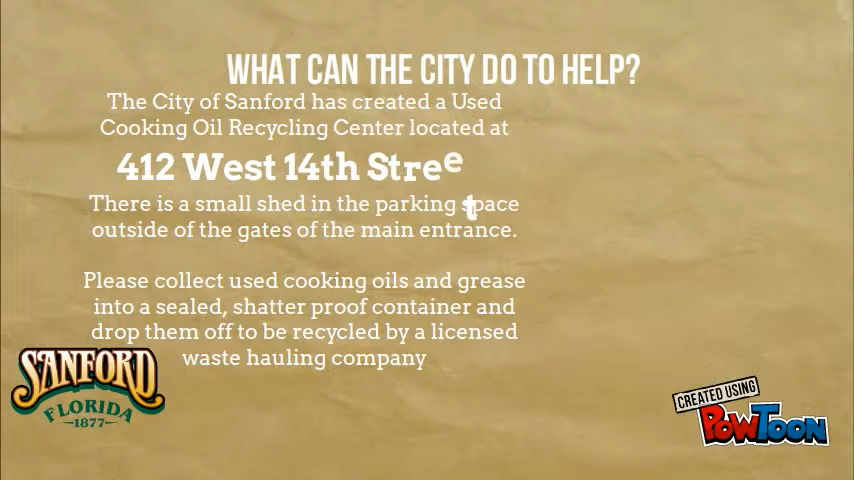 WHAT CAN THE CITY DO TO HELP?
The City of Sanford has created a Used
Cooking Oil Recycling Center located at
412 West 14th Street
There is a small shed in the parking space
outside of the gates of the main entrance.
Please collect used cooking oils and grease
into a sealed, shatter proof container and
drop them off to be recycled by a licensed
waste hauling company
SANFORD
FLORIDA
1877
CREATED USING
POWTOON